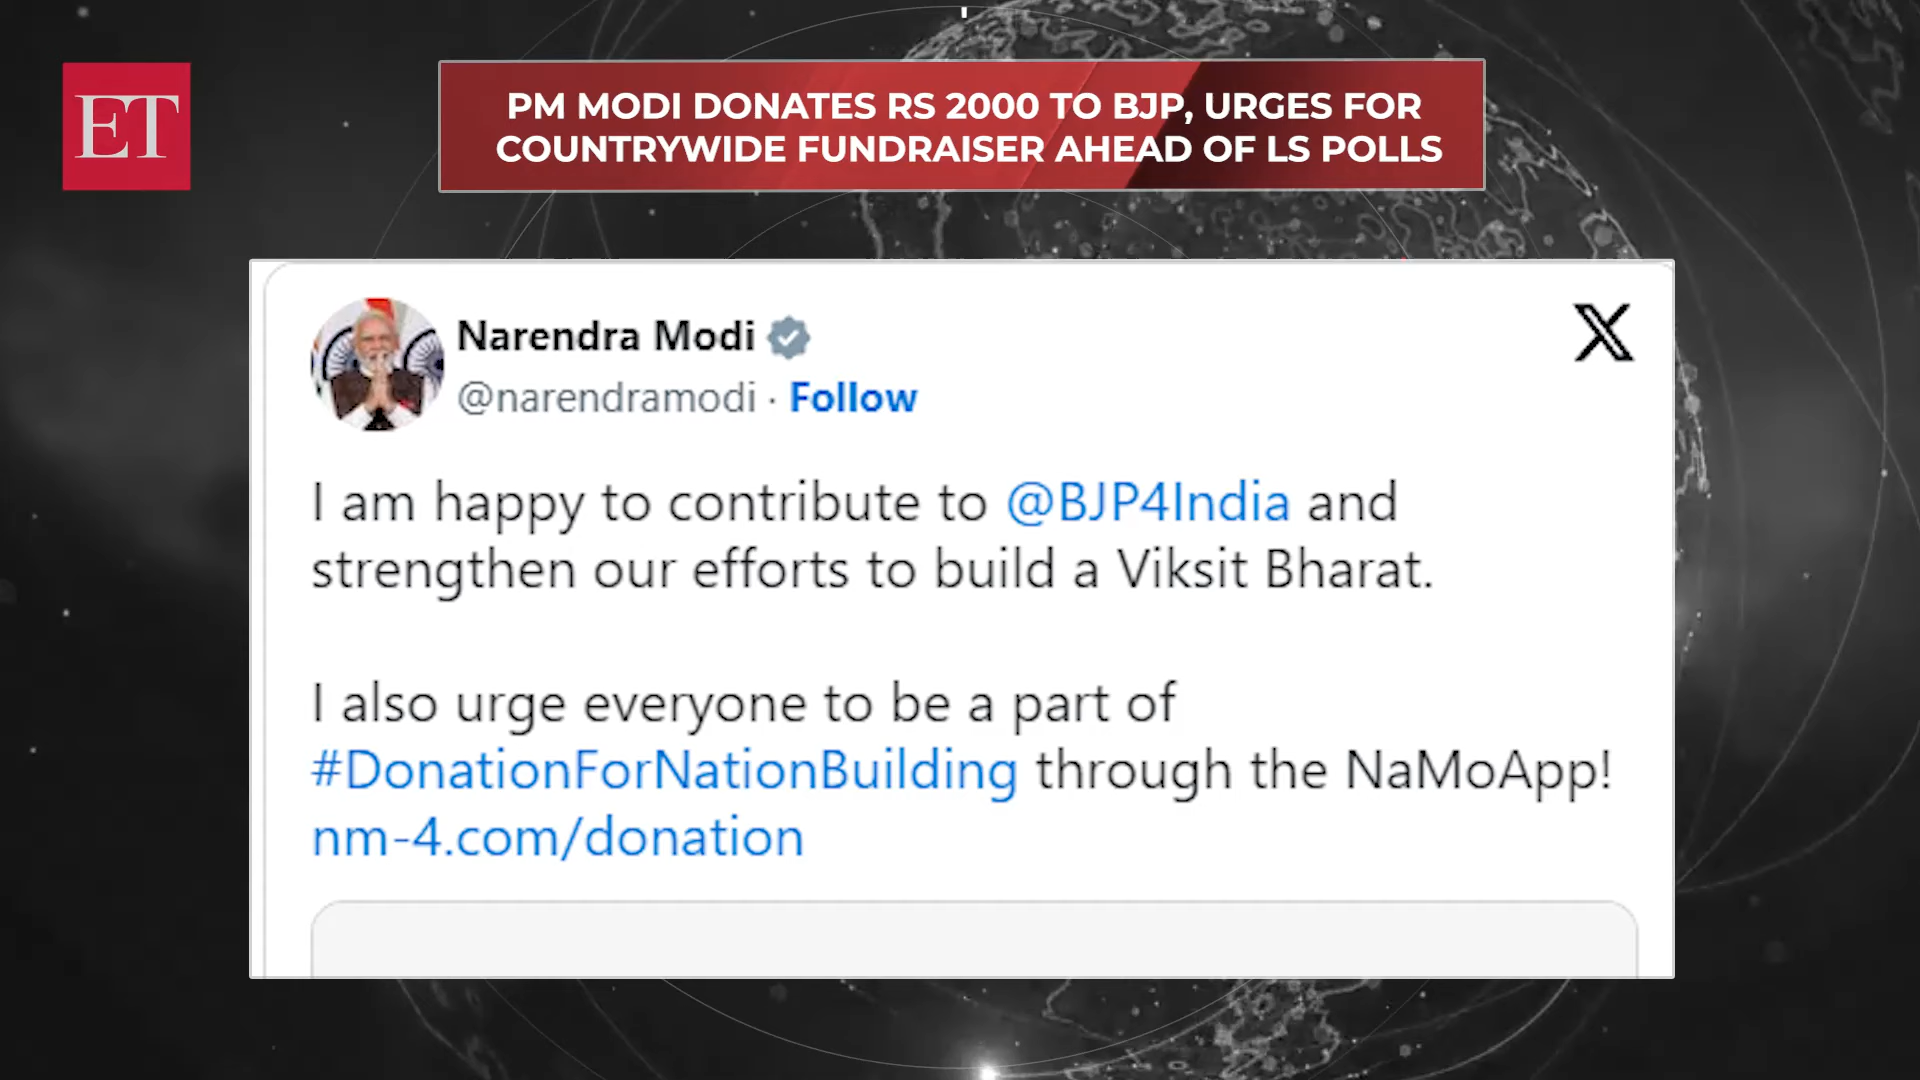 ET
PM MODI DONATES RS 2000 TO BJP, URGES FOR
COUNTRYWIDE FUNDRAISER AHEAD OF LS POLLS
Narendra Modi
X
@narendramodi · Follow
I am happy to contribute to @BJP4India and
strengthen our efforts to build a Viksit Bharat.
I also urge everyone to be a part of
#DonationForNationBuilding through the NaMoApp!
nm-4.com/donation